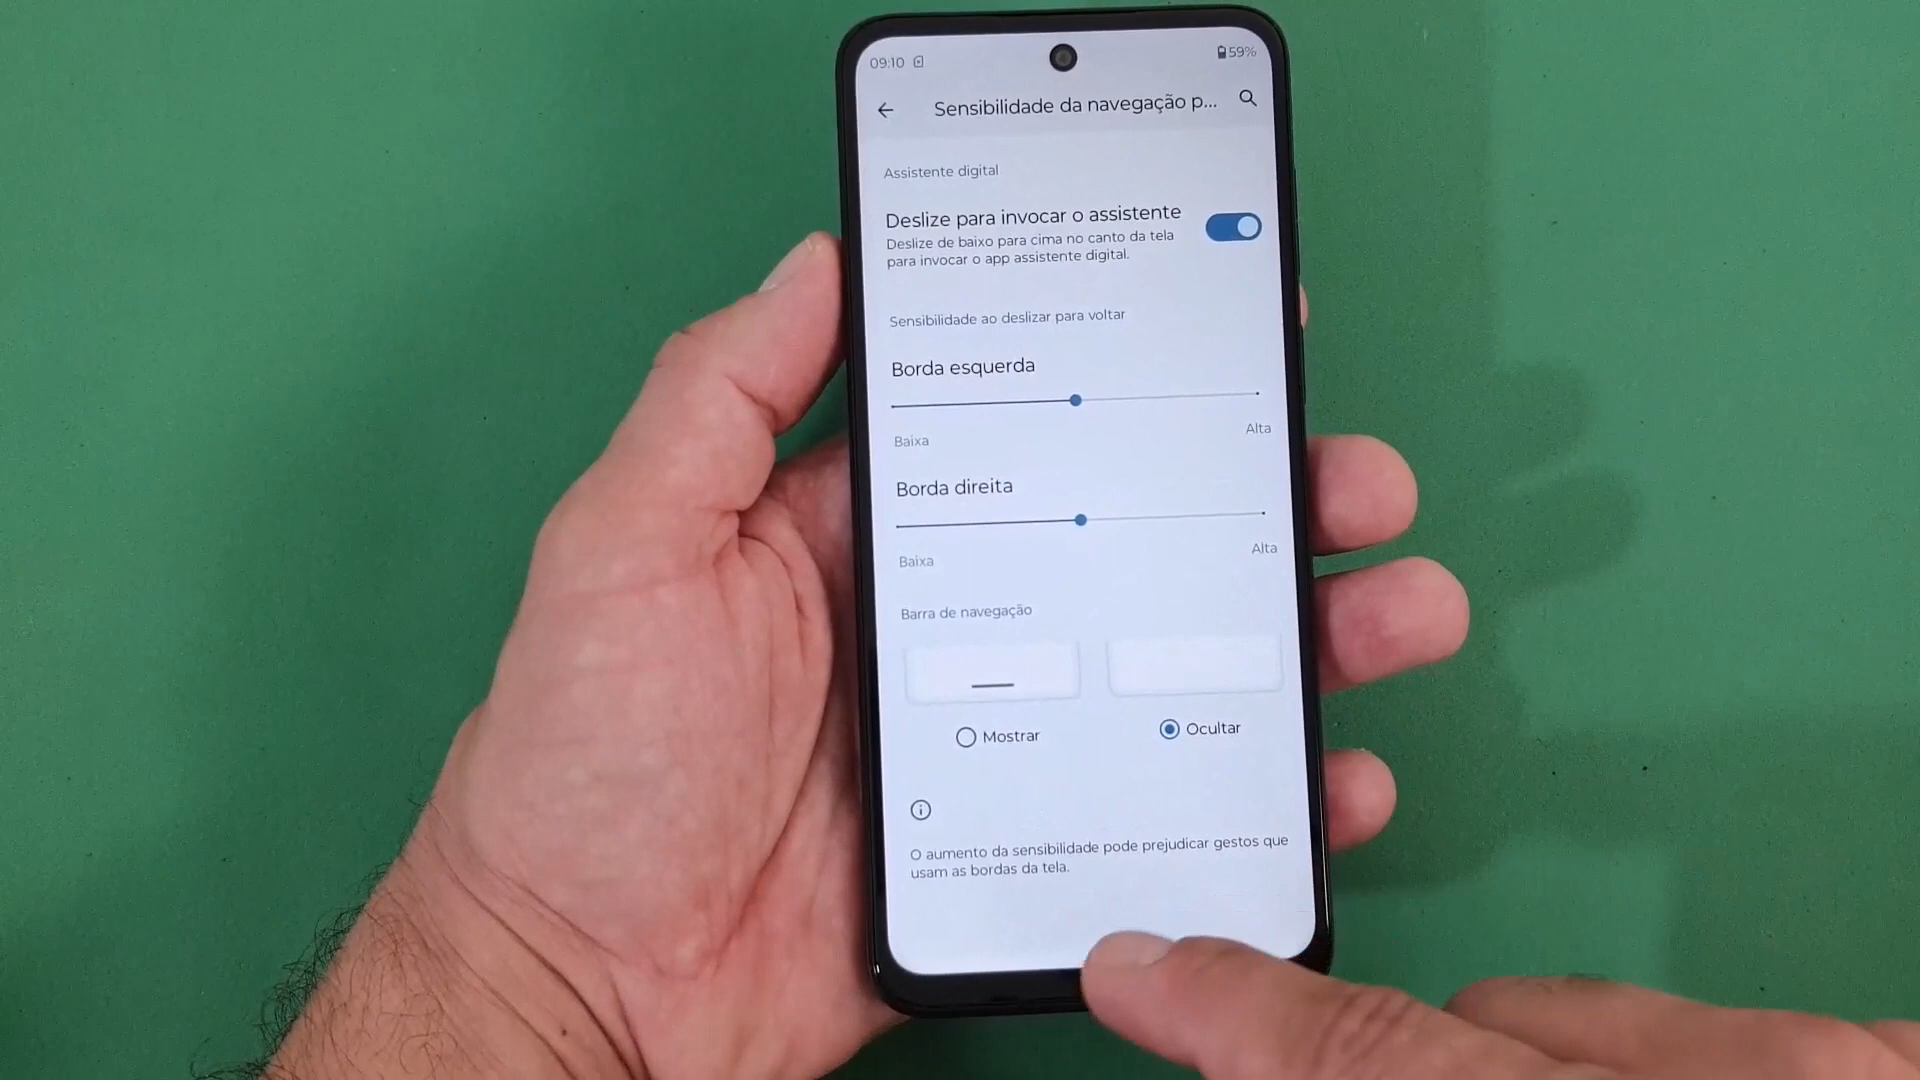 09:10
59%
Sensibilidade da navegação p...
Assistente digital
Deslize para invocar o assistente
Deslize de baixo para cima no canto da tela
para invocar o app assistente digital.
Sensibilidade ao deslizar para voltar
Borda esquerda
Baixa
Alta
Borda direita
Baixa
Alta
Barra de navegação
Mostrar
Ocultar
O aumento da sensibilidade pode prejudicar gestos que
usam as bordas da tela.